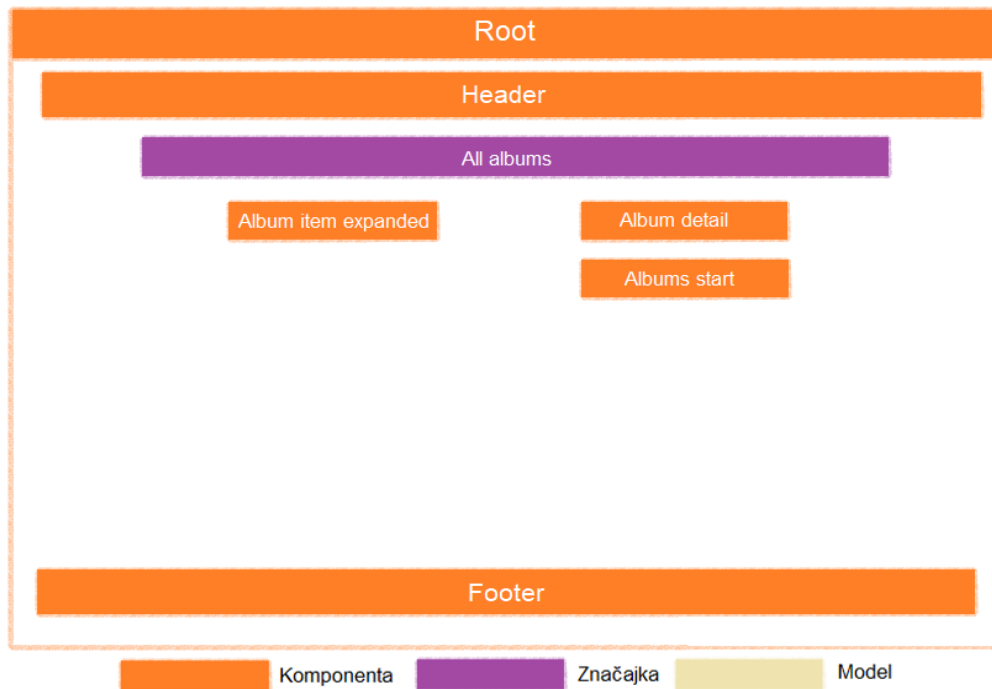 Root
Header
All albums
Album item expanded
Album detail
Albums start
Footer
Komponenta
Značajka
Model